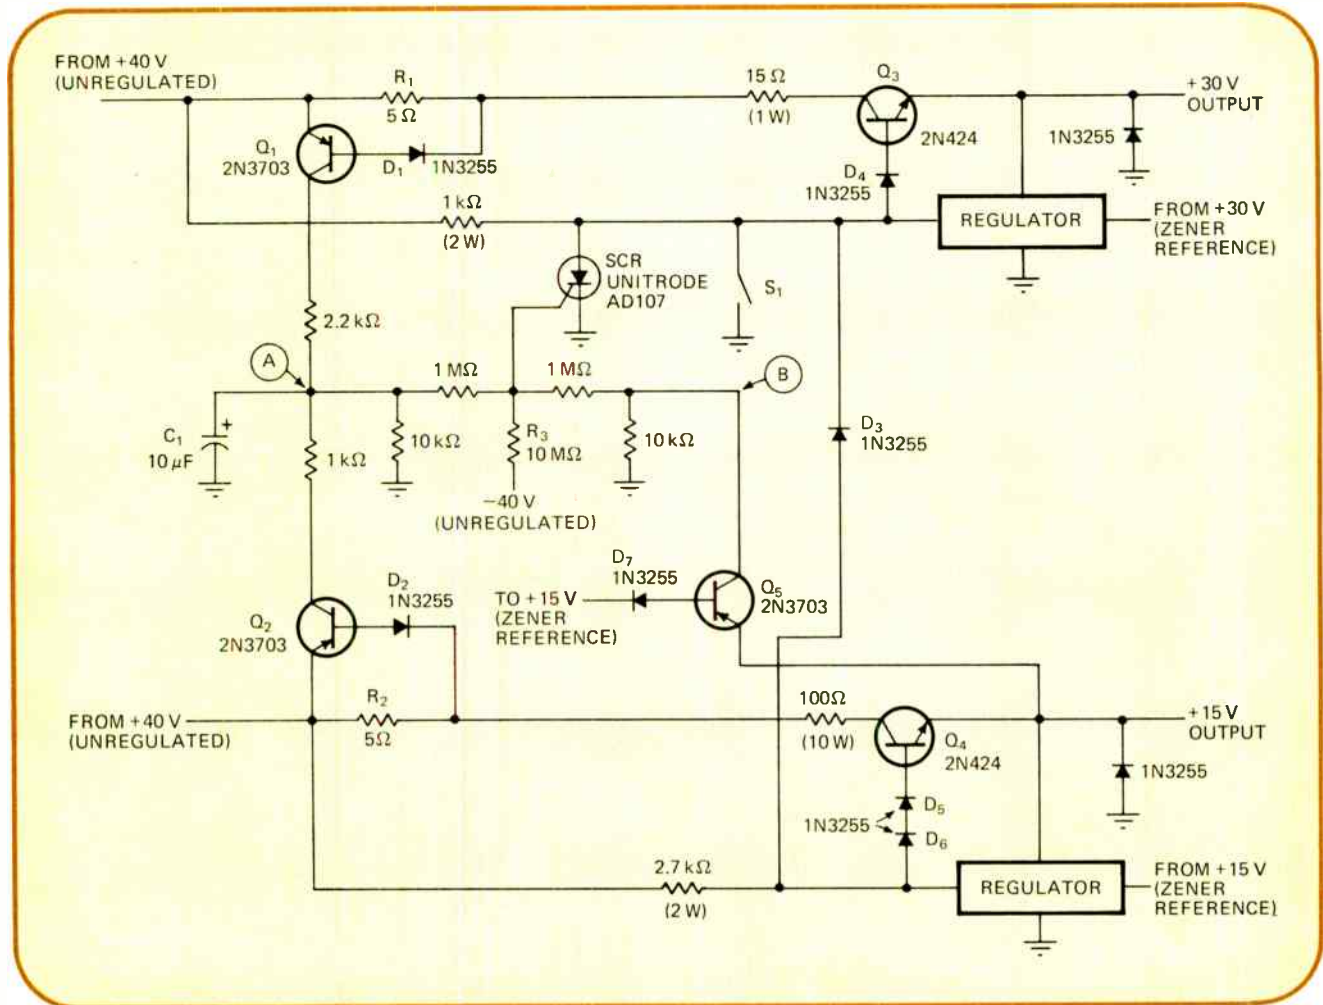 FROM +40 V
(UNREGULATED)
R1
5 Ω
15 Ω
(1 W)
Q3
2N424
+30 V
OUTPUT
1N3255
Q1
2N3703
D1
1N3255
D4
1N3255
1 kΩ
(2 W)
REGULATOR
FROM +30 V
(ZENER
REFERENCE)
SCR
UNITRODE
AD107
S1
2.2 kΩ
A
1 MΩ
1 MΩ
B
C1
10 μF
+
10 kΩ
1 kΩ
R3
10 MΩ
10 kΩ
D3
1N3255
−40 V
(UNREGULATED)
D7
1N3255
TO +15 V
(ZENER
REFERENCE)
Q5
2N3703
D2
1N3255
Q2
2N3703
FROM +40 V
(UNREGULATED)
R2
5Ω
100Ω
(10 W)
Q4
2N424
+15 V
OUTPUT
1N3255
1N3255
D5
D6
2.7 kΩ
(2 W)
REGULATOR
FROM +15 V
(ZENER
REFERENCE)